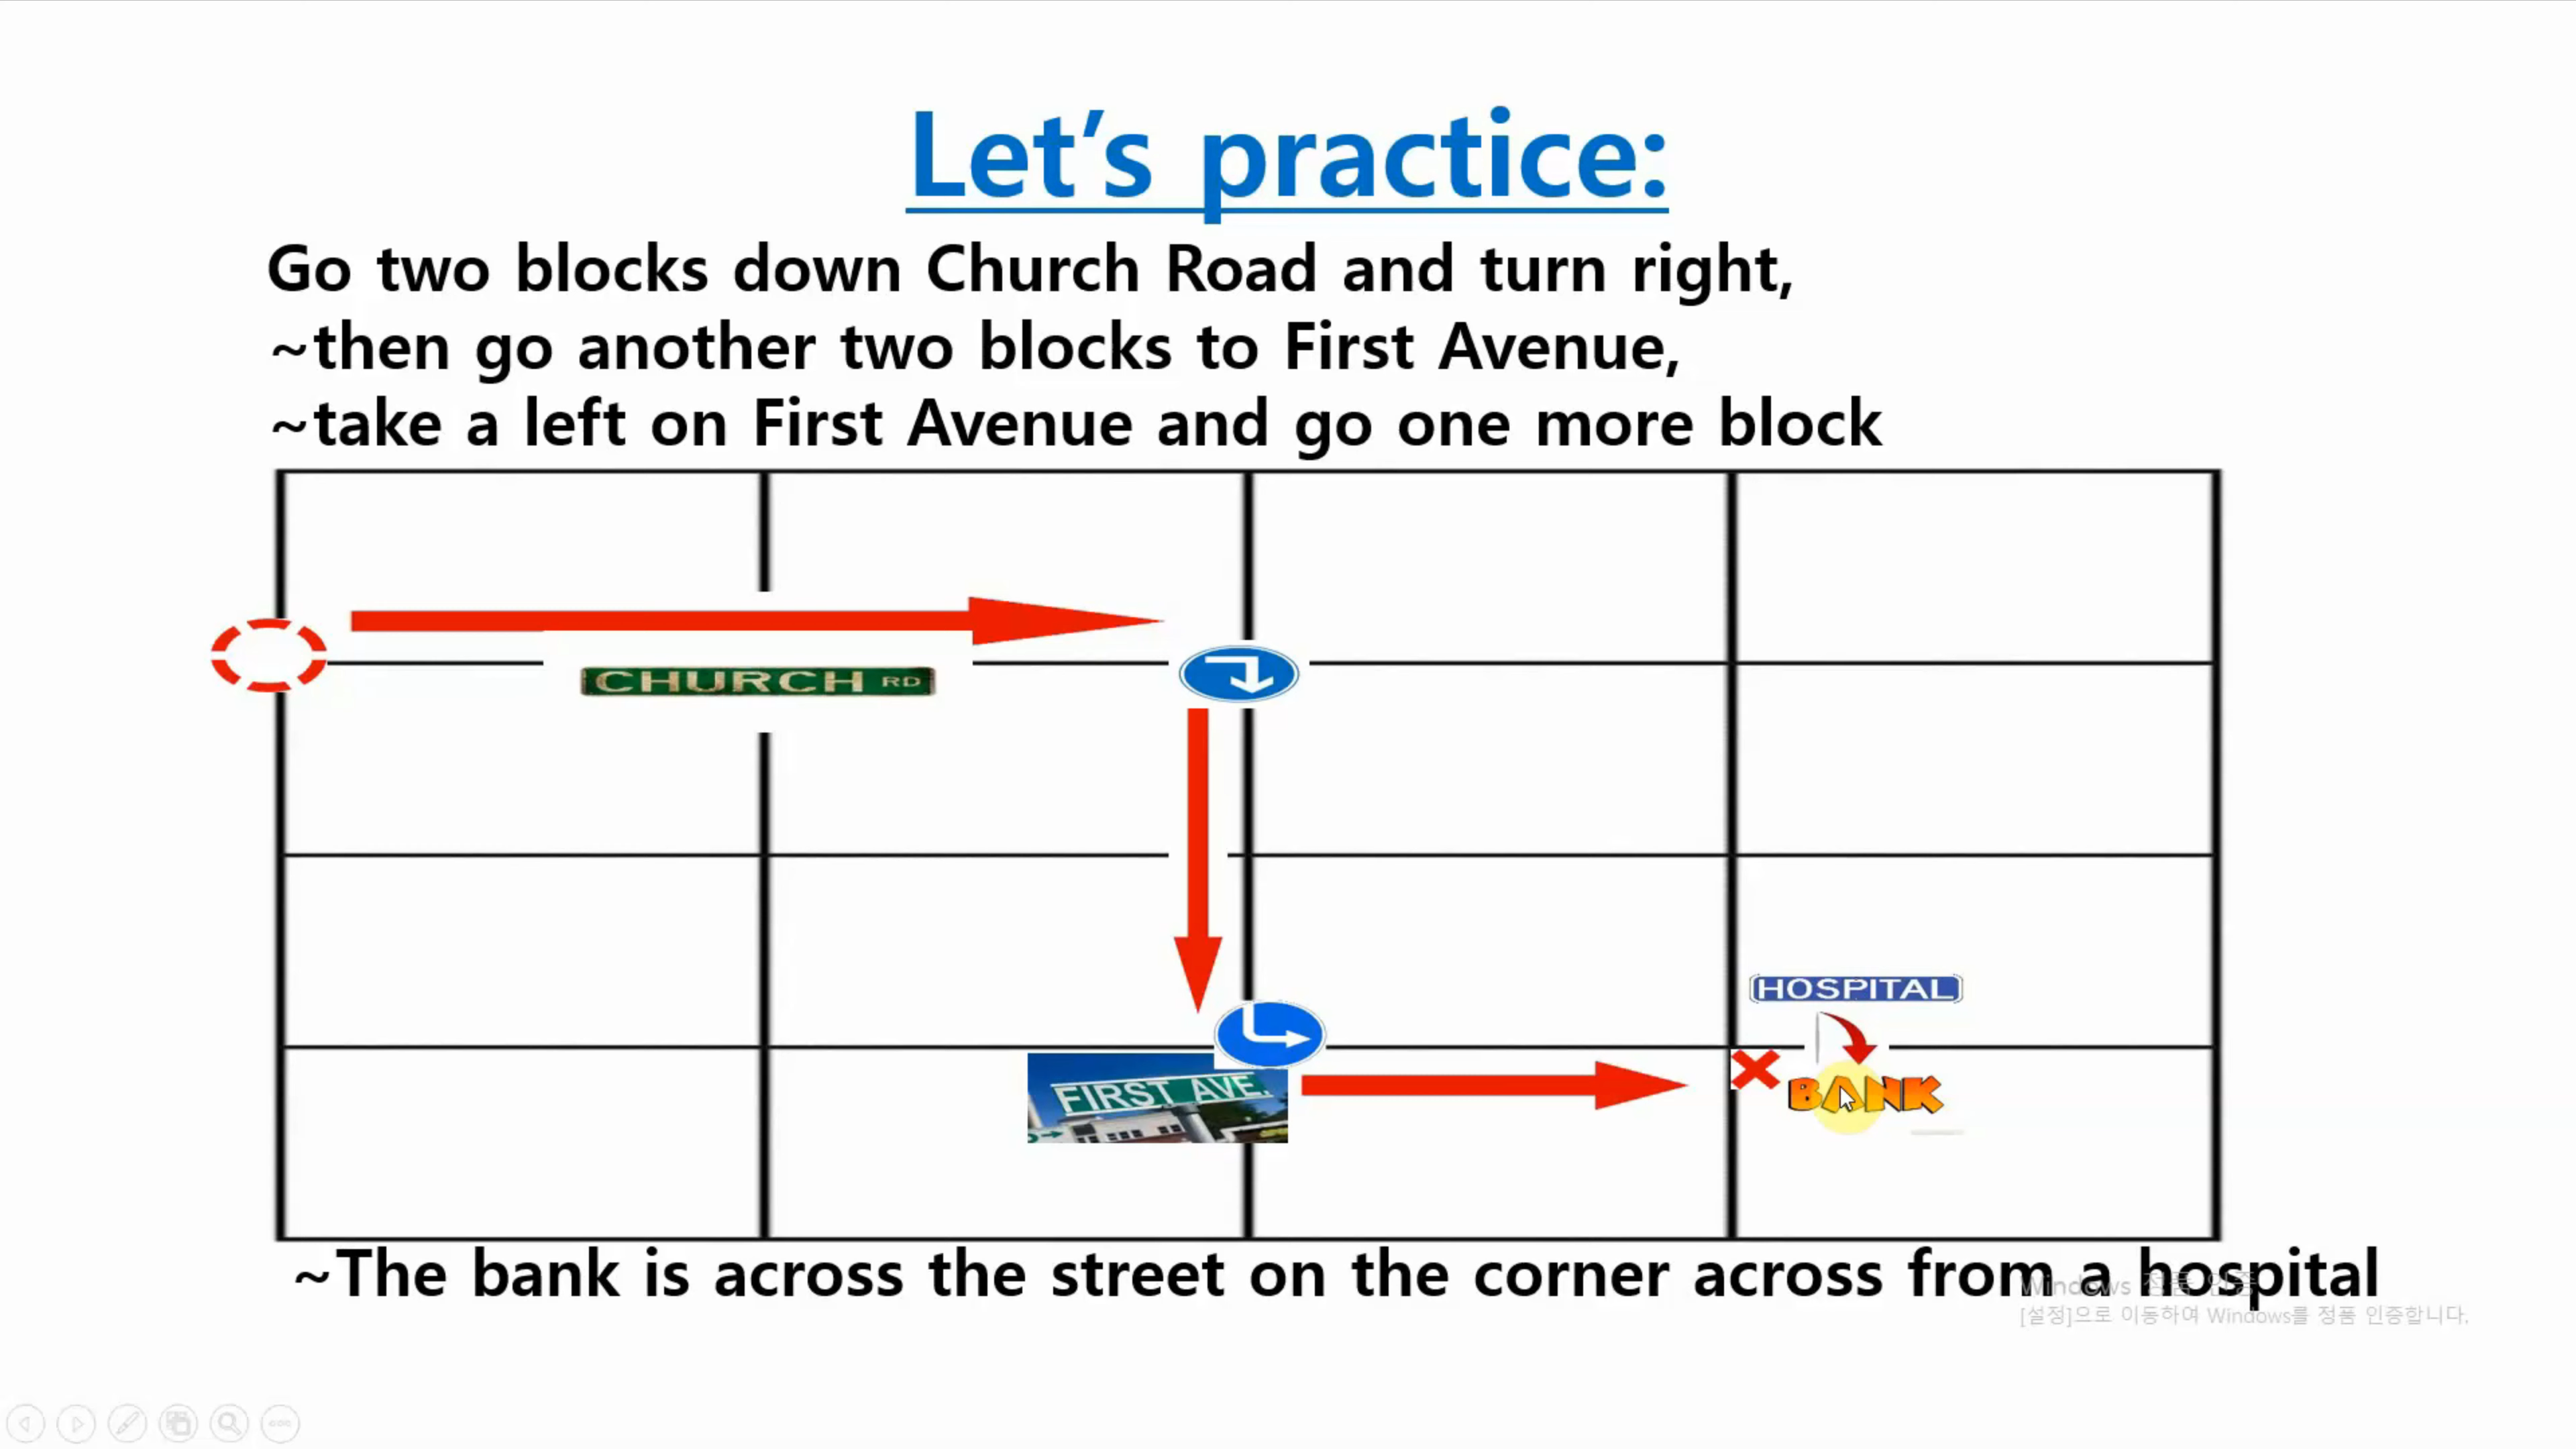 Let's practice:
Go two blocks down Church Road and turn right,
~then go another two blocks to First Avenue,
~take a left on First Avenue and go one more block
CHURCH RD
HOSPITAL
FIRST AVE.
BANK
~The bank is across the street on the corner across from a hospital
Windows 정품 인증
[설정]으로 이동하여 Windows를 정품 인증합니다.